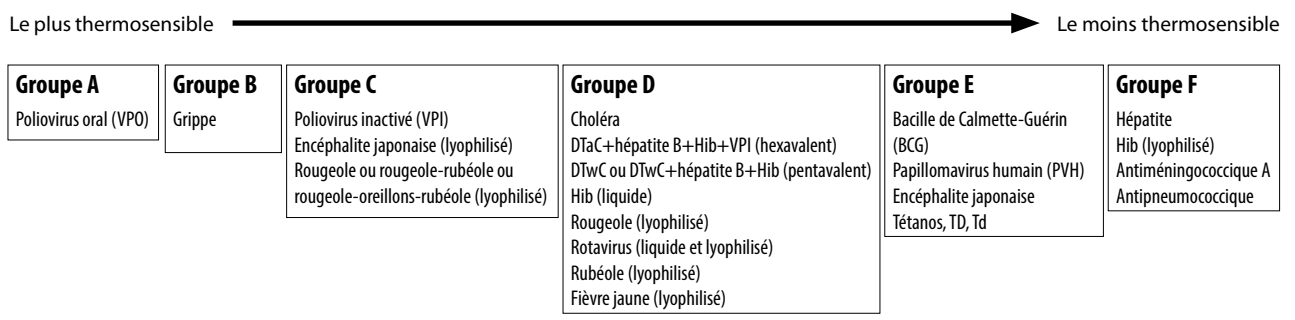 Le plus thermosensible
Le moins thermosensible
Groupe A
Poliovirus oral (VPO)
Groupe B
Grippe
Groupe C
Poliovirus inactivé (VPI)
Encéphalite japonaise (lyophilisé)
Rougeole ou rougeole-rubéole ou
rougeole-oreillons-rubéole (lyophilisé)
Groupe D
Choléra
DTaC+hépatite B+Hib+VPI (hexavalent)
DTwC ou DTwC+hépatite B+Hib (pentavalent)
Hib (liquide)
Rougeole (lyophilisé)
Rotavirus (liquide et lyophilisé)
Rubéole (lyophilisé)
Fièvre jaune (lyophilisé)
Groupe E
Bacille de Calmette-Guérin
(BCG)
Papillomavirus humain (PVH)
Encéphalite japonaise
Tétanos, TD, Td
Groupe F
Hépatite
Hib (lyophilisé)
Antiméningococcique A
Antipneumococcique